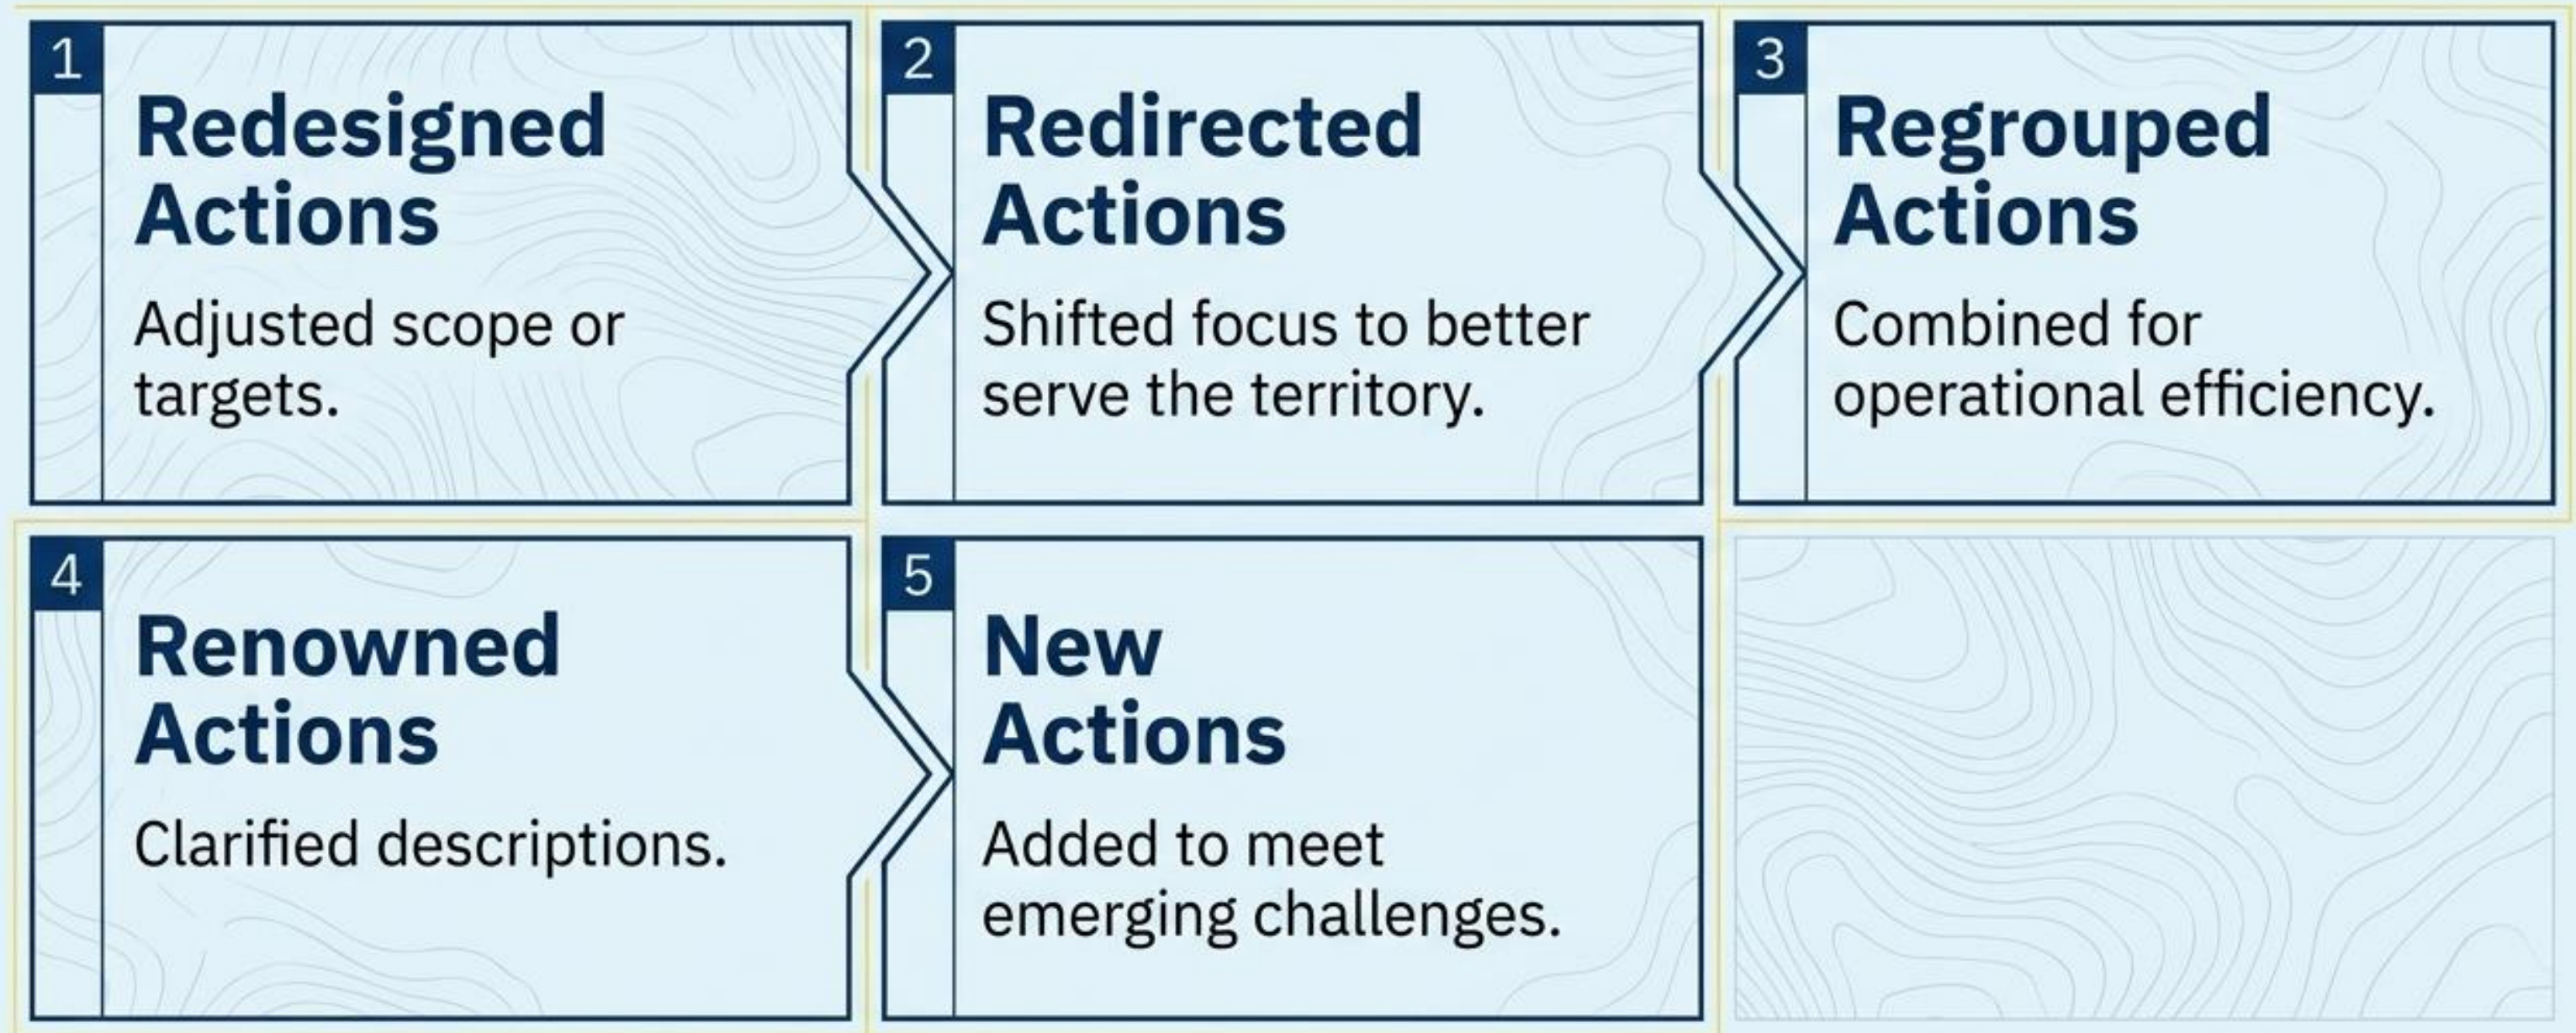 1
Redesigned
Actions
Adjusted scope or
targets.
2
Redirected
Actions
Shifted focus to better
serve the territory.
3
Regrouped
Actions
Combined for
operational efficiency.
4
Renowned
Actions
Clarified descriptions.
5
New
Actions
Added to meet
emerging challenges.